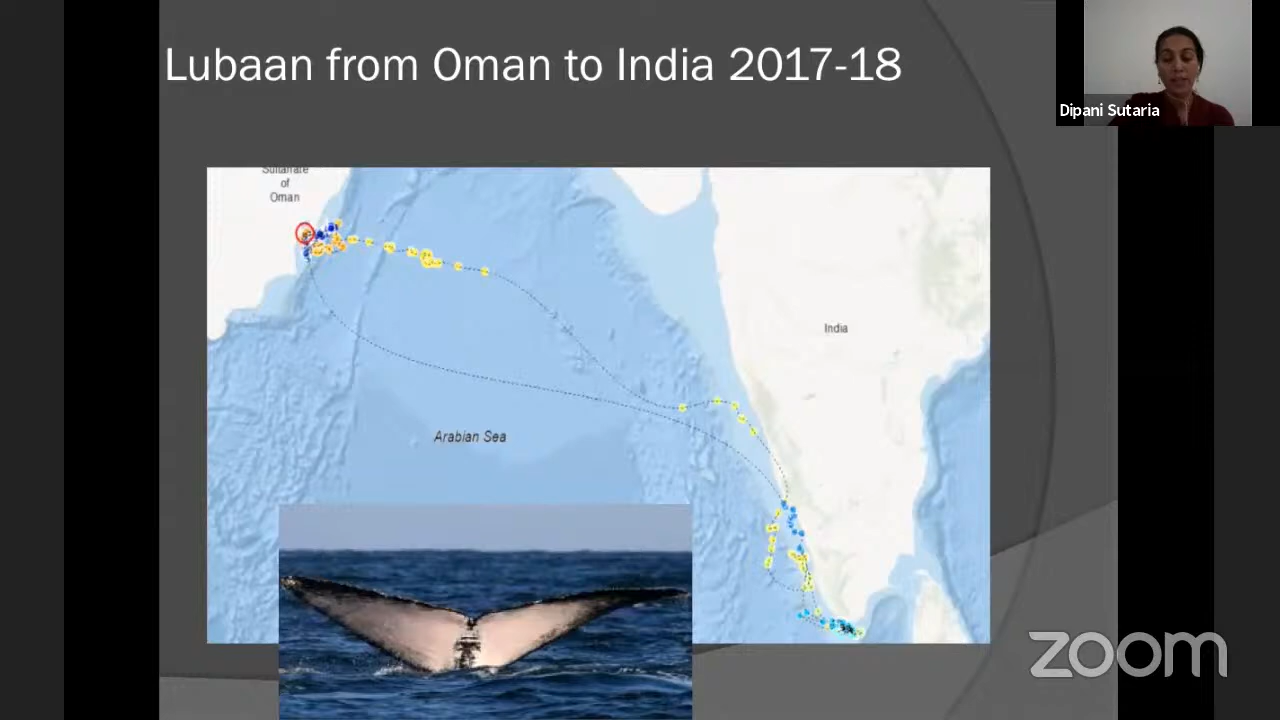 Lubaan from Oman to India 2017-18
Dipani Sutaria
Sultanate
of
Oman
India
Arabian Sea
zoom